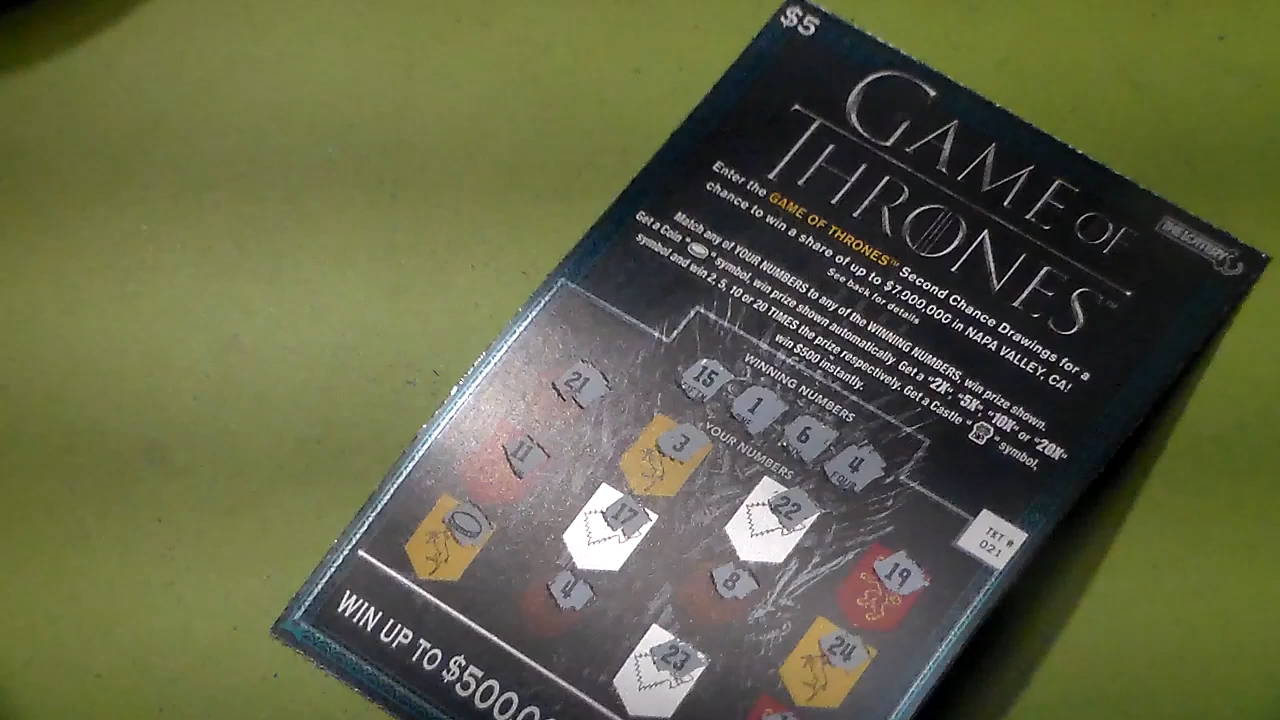 $5
GAME OF
THRONES™
Enter the GAME OF THRONES™ Second Chance Drawings for a
chance to win a share of up to $7,000,000 in NAPA VALLEY, CA!
See back for details
Match any of YOUR NUMBERS to any of the WINNING NUMBERS, win prize shown.
Get a Coin " " symbol, win prize shown automatically. Get a "2X", "5X", "10X" or "20X"
symbol and win 2, 5, 10 or 20 TIMES the prize respectively. Get a Castle " " symbol,
win $500 instantly.
WINNING NUMBERS
15 1 6 4
FOUR
YOUR NUMBERS
21 3 22 19
11 17 8 24
4 23
TXT #
021
WIN UP TO $500,0